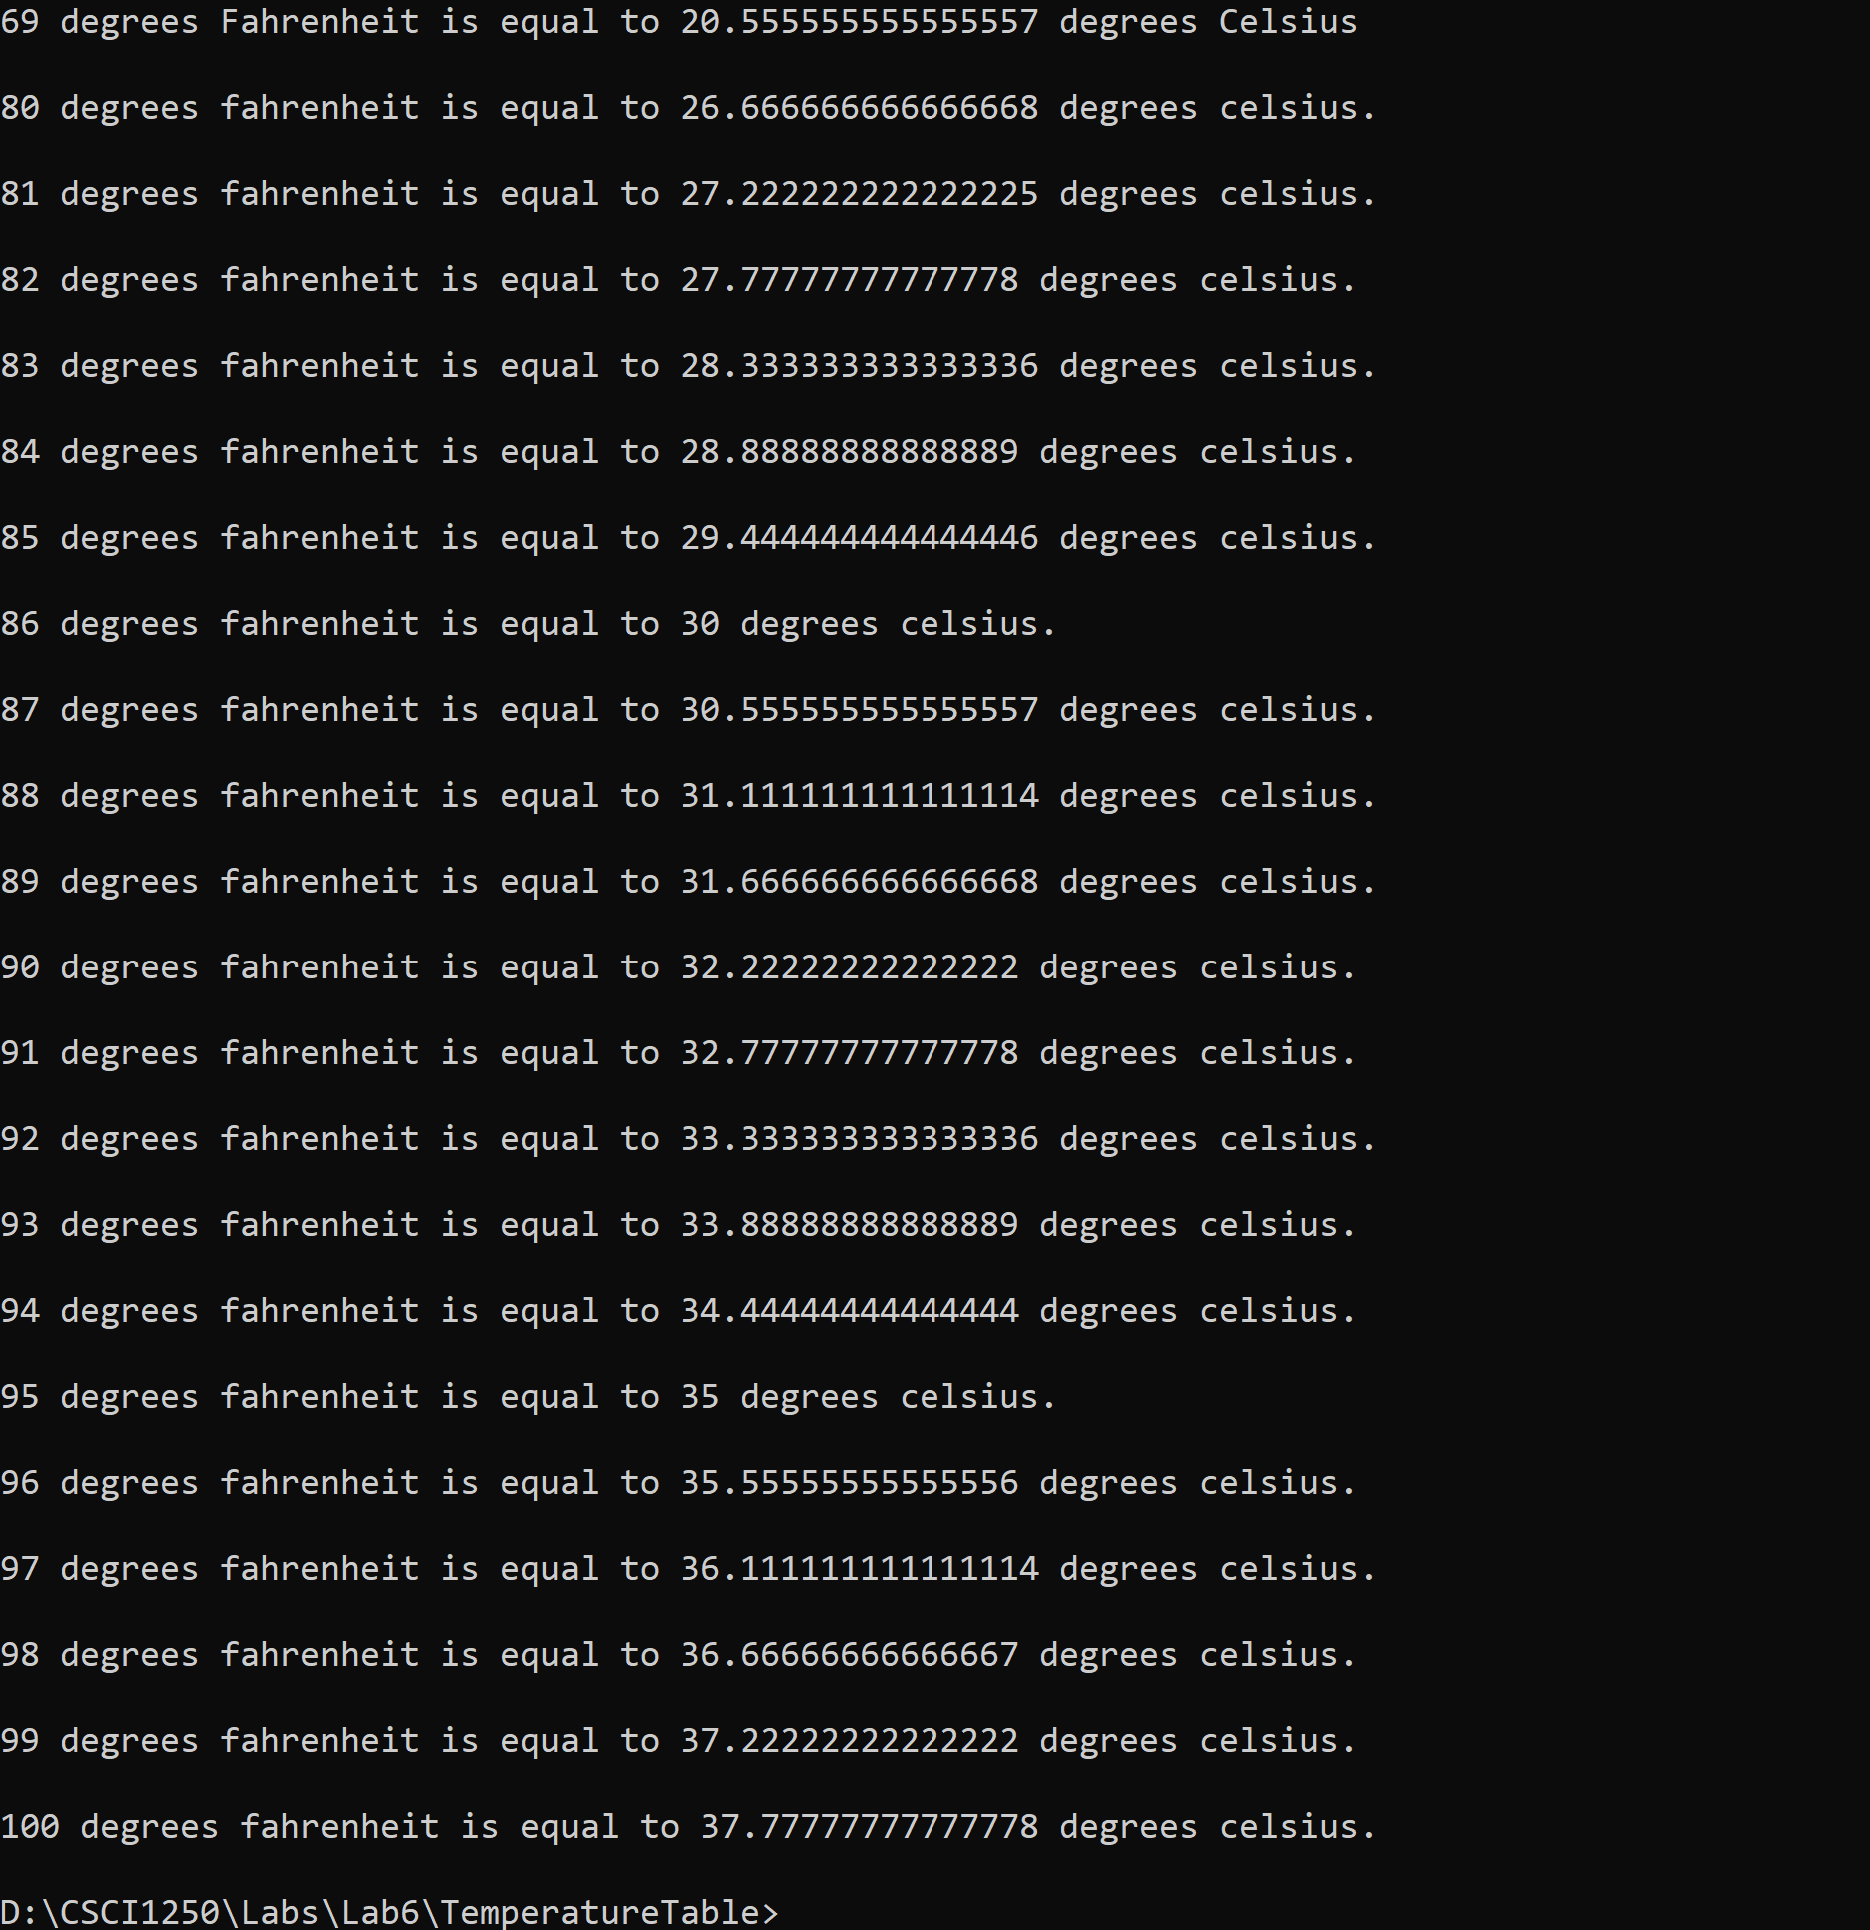 69 degrees Fahrenheit is equal to 20.555555555555557 degrees Celsius
80 degrees fahrenheit is equal to 26.666666666666668 degrees celsius.
81 degrees fahrenheit is equal to 27.222222222222225 degrees celsius.
82 degrees fahrenheit is equal to 27.77777777777778 degrees celsius.
83 degrees fahrenheit is equal to 28.333333333333336 degrees celsius.
84 degrees fahrenheit is equal to 28.88888888888889 degrees celsius.
85 degrees fahrenheit is equal to 29.444444444444446 degrees celsius.
86 degrees fahrenheit is equal to 30 degrees celsius.
87 degrees fahrenheit is equal to 30.555555555555557 degrees celsius.
88 degrees fahrenheit is equal to 31.111111111111114 degrees celsius.
89 degrees fahrenheit is equal to 31.666666666666668 degrees celsius.
90 degrees fahrenheit is equal to 32.22222222222222 degrees celsius.
91 degrees fahrenheit is equal to 32.77777777777778 degrees celsius.
92 degrees fahrenheit is equal to 33.333333333333336 degrees celsius.
93 degrees fahrenheit is equal to 33.88888888888889 degrees celsius.
94 degrees fahrenheit is equal to 34.44444444444444 degrees celsius.
95 degrees fahrenheit is equal to 35 degrees celsius.
96 degrees fahrenheit is equal to 35.55555555555556 degrees celsius.
97 degrees fahrenheit is equal to 36.111111111111114 degrees celsius.
98 degrees fahrenheit is equal to 36.66666666666667 degrees celsius.
99 degrees fahrenheit is equal to 37.22222222222222 degrees celsius.
100 degrees fahrenheit is equal to 37.77777777777778 degrees celsius.
D:\CSCI1250\Labs\Lab6\TemperatureTable>